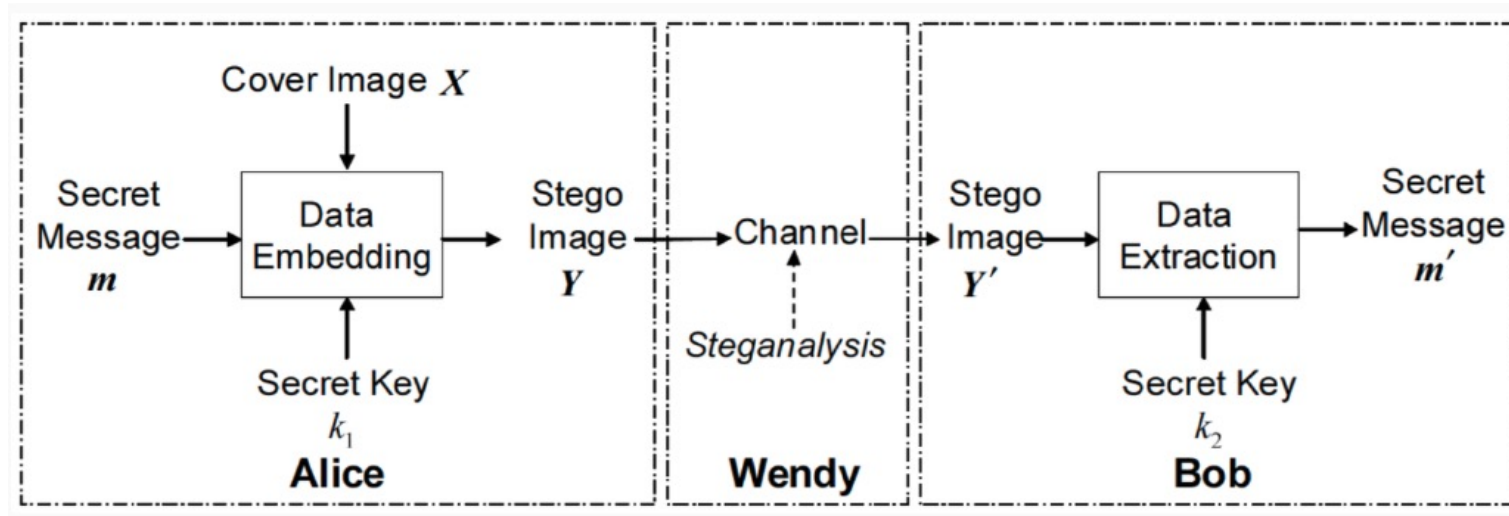 Cover Image X
Secret
Message
m
Data
Embedding
Stego
Image
Y
Secret Key
k₁
Alice
Channel
Steganalysis
Wendy
Stego
Image
Y′
Data
Extraction
Secret
Message
m′
Secret Key
k₂
Bob